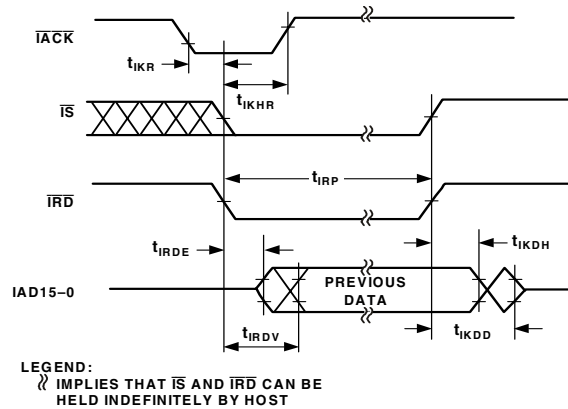 IACK
tIKR
tIKHR
IS
tIRP
IRD
tIRDE
tIKDH
IAD15–0
PREVIOUS
DATA
tIKDD
tIRDV
LEGEND:
IMPLIES THAT IS AND IRD CAN BE
HELD INDEFINITELY BY HOST